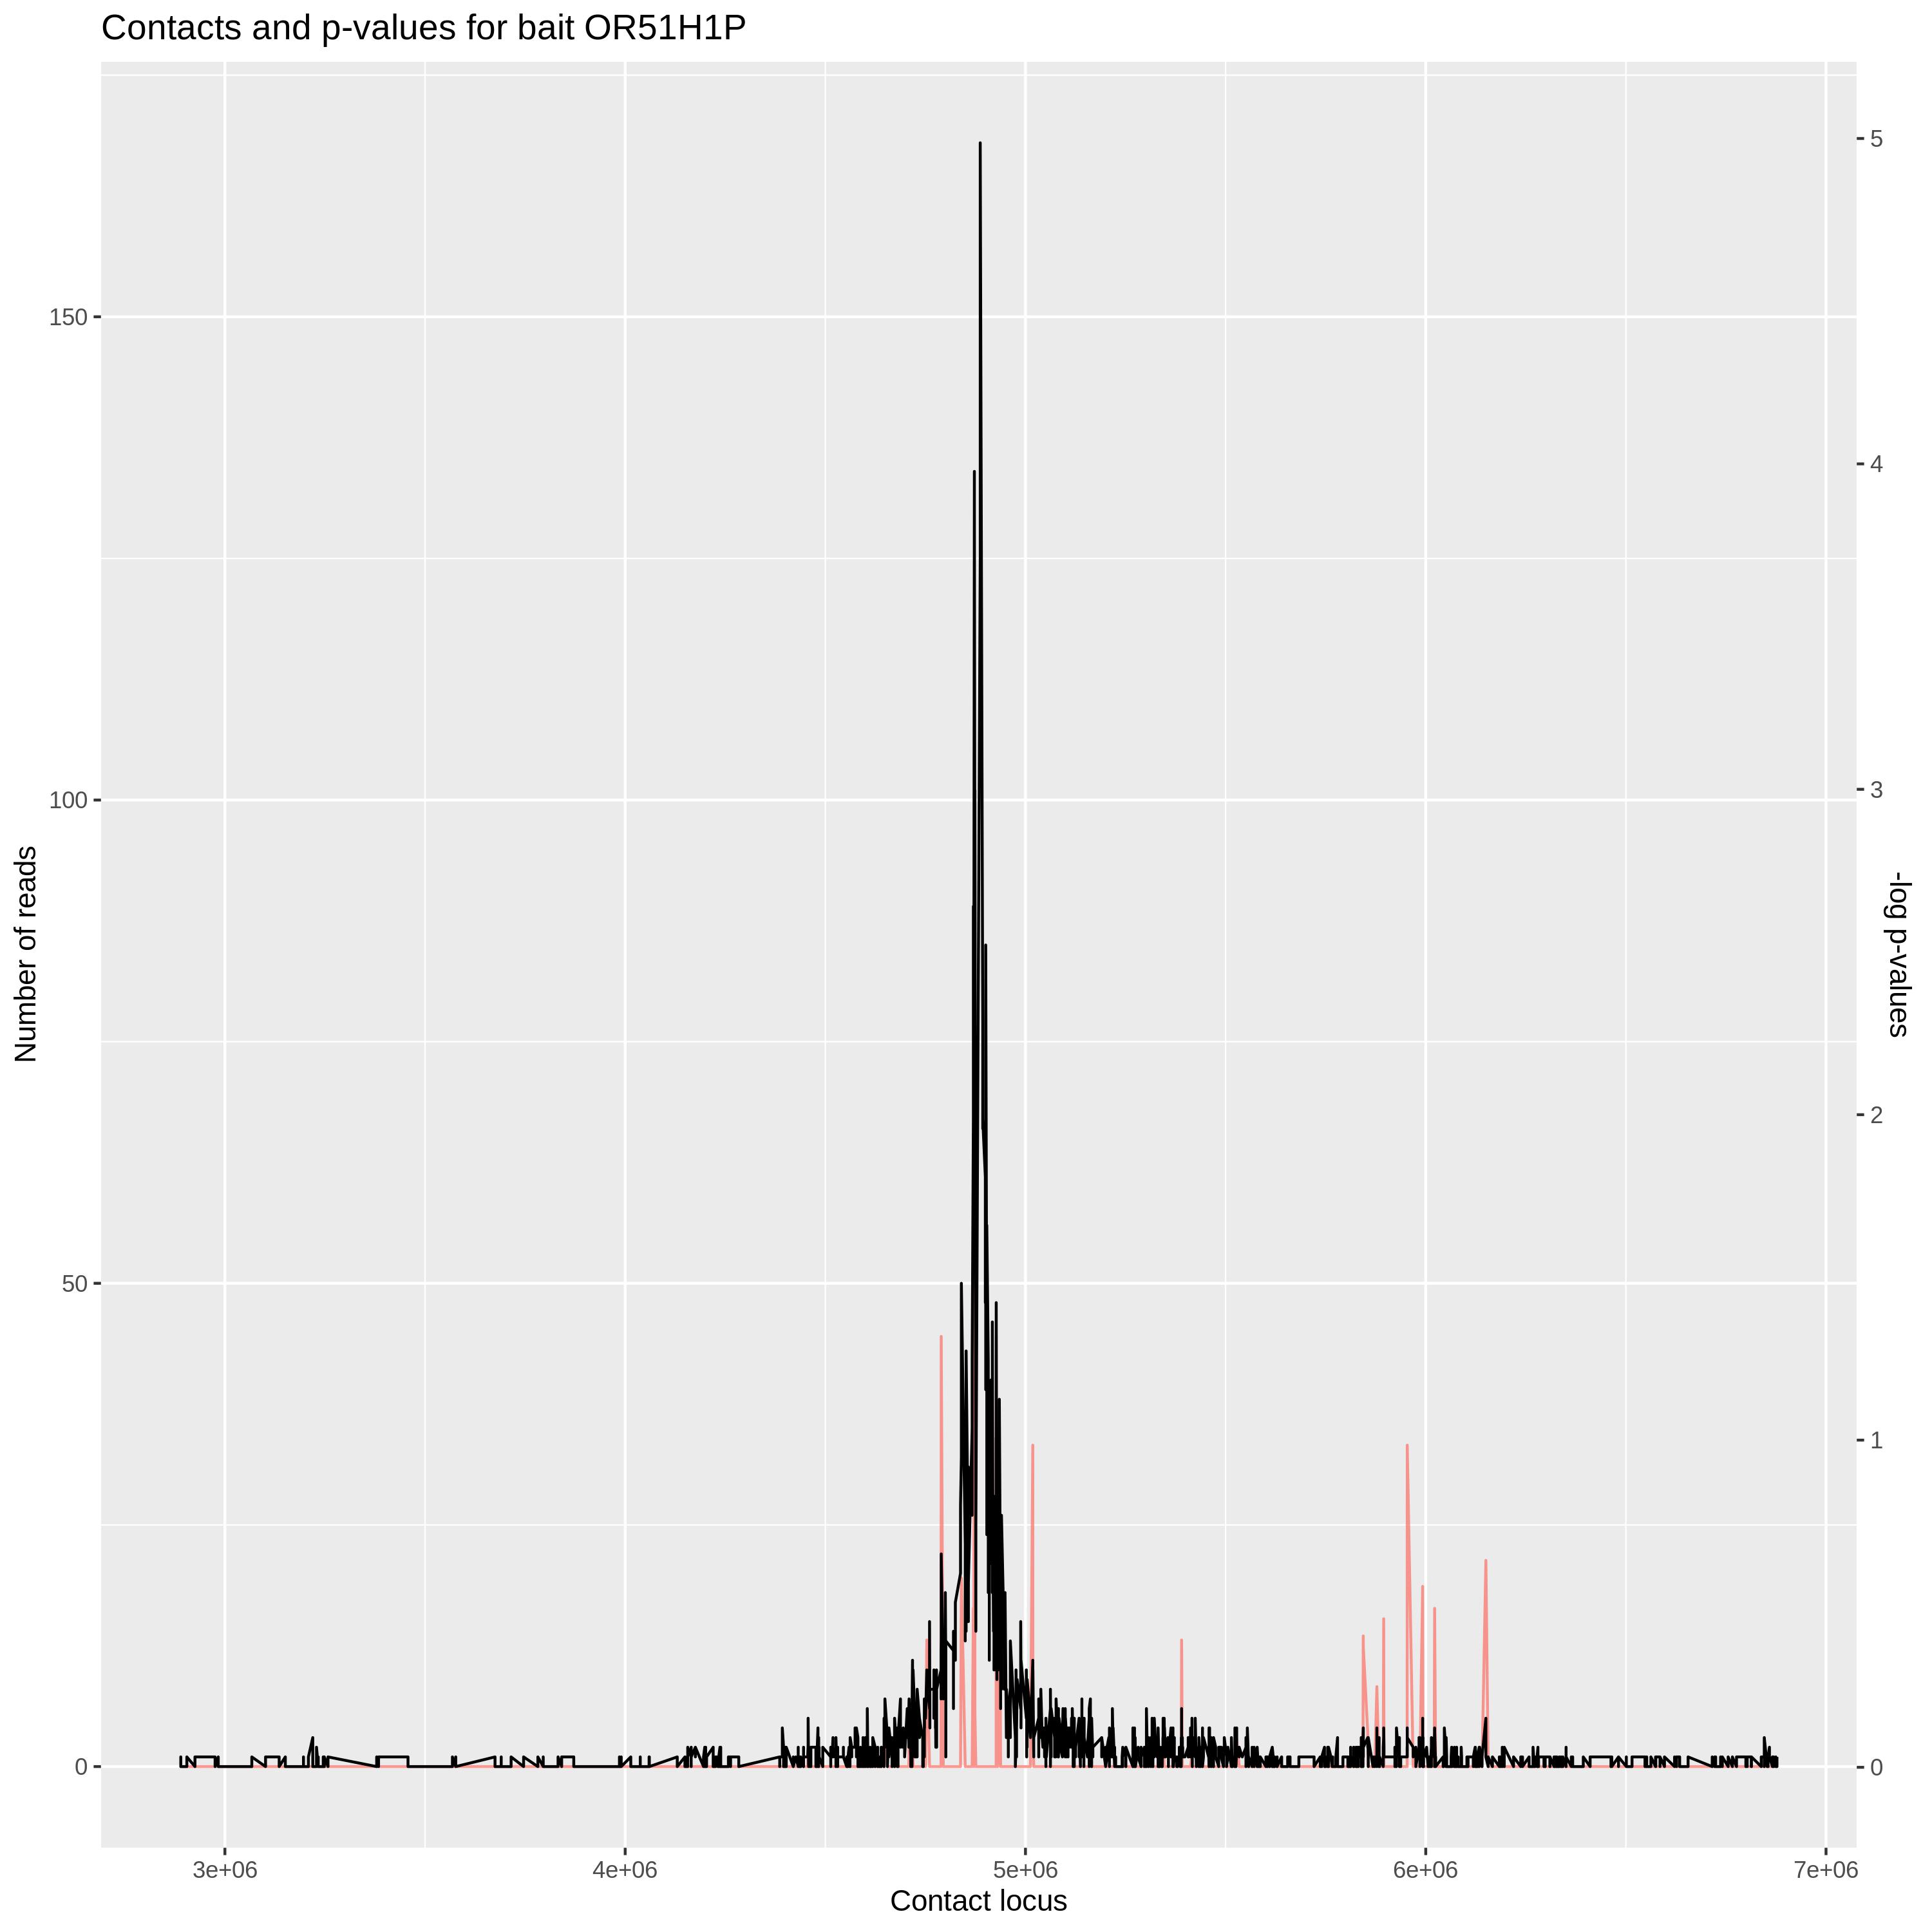 Contacts and p-values for bait OR51H1P
150
100
50
0
Number of reads
5
4
3
2
1
0
-log p-values
3e+06
4e+06
5e+06
6e+06
7e+06
Contact locus